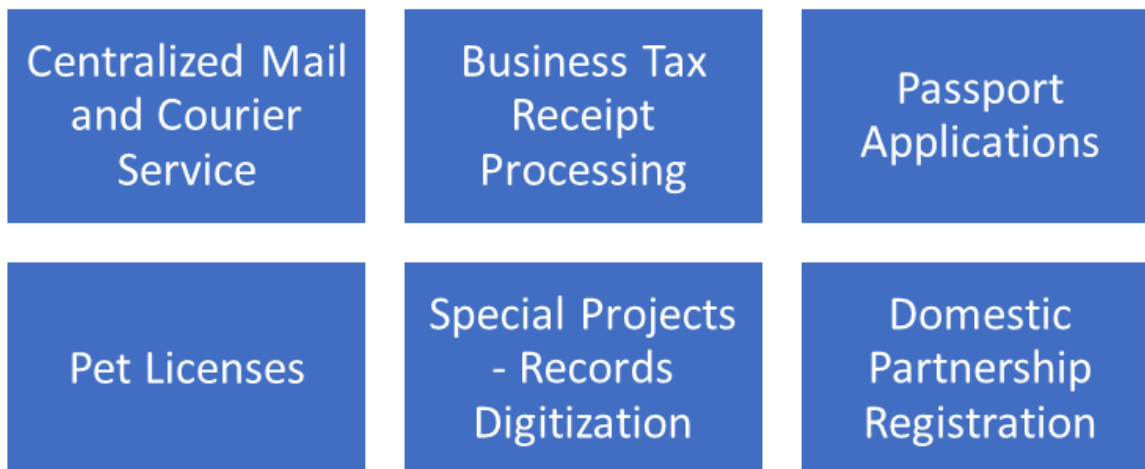 Centralized Mail
and Courier
Service
Business Tax
Receipt
Processing
Passport
Applications
Pet Licenses
Special Projects
- Records
Digitization
Domestic
Partnership
Registration